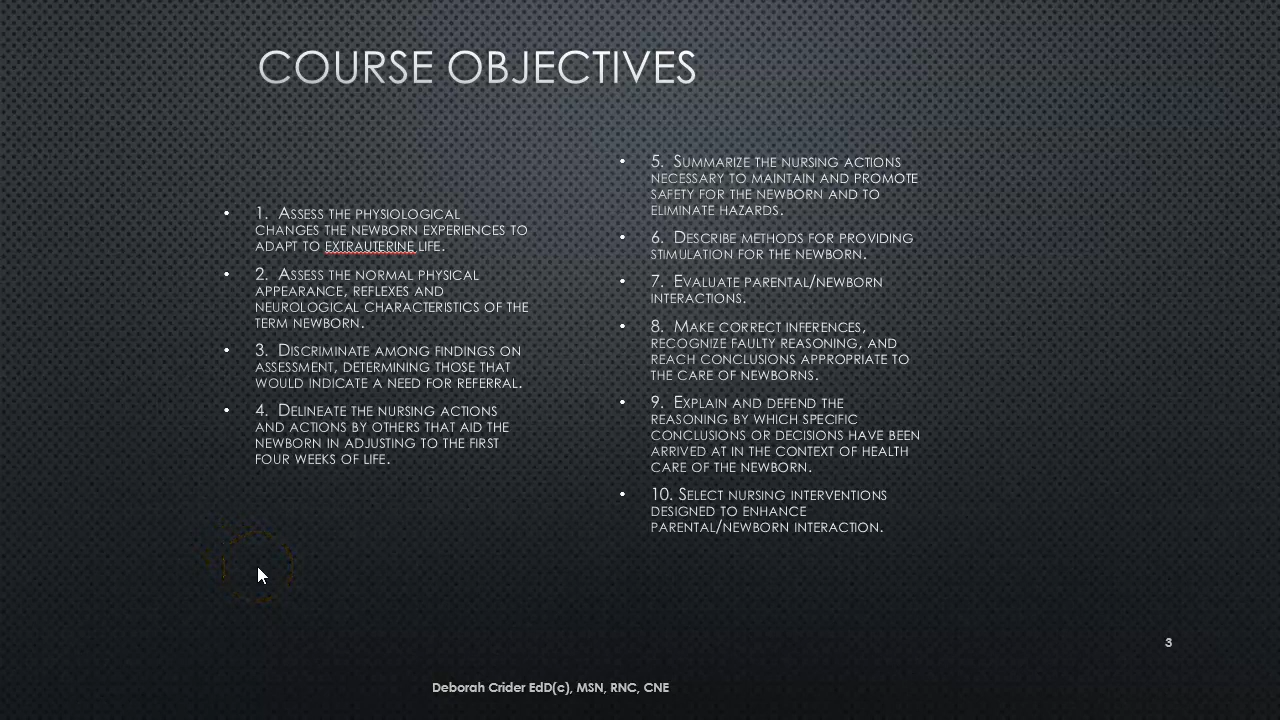 COURSE OBJECTIVES
• 1. ASSESS THE PHYSIOLOGICAL
CHANGES THE NEWBORN EXPERIENCES TO
ADAPT TO EXTRAUTERINE LIFE.
• 2. ASSESS THE NORMAL PHYSICAL
APPEARANCE, REFLEXES AND
NEUROLOGICAL CHARACTERISTICS OF THE
TERM NEWBORN.
• 3. DISCRIMINATE AMONG FINDINGS ON
ASSESSMENT, DETERMINING THOSE THAT
WOULD INDICATE A NEED FOR REFERRAL.
• 4. DELINEATE THE NURSING ACTIONS
AND ACTIONS BY OTHERS THAT AID THE
NEWBORN IN ADJUSTING TO THE FIRST
FOUR WEEKS OF LIFE.
• 5. SUMMARIZE THE NURSING ACTIONS
NECESSARY TO MAINTAIN AND PROMOTE
SAFETY FOR THE NEWBORN AND TO
ELIMINATE HAZARDS.
• 6. DESCRIBE METHODS FOR PROVIDING
STIMULATION FOR THE NEWBORN.
• 7. EVALUATE PARENTAL/NEWBORN
INTERACTIONS.
• 8. MAKE CORRECT INFERENCES,
RECOGNIZE FAULTY REASONING, AND
REACH CONCLUSIONS APPROPRIATE TO
THE CARE OF NEWBORNS.
• 9. EXPLAIN AND DEFEND THE
REASONING BY WHICH SPECIFIC
CONCLUSIONS OR DECISIONS HAVE BEEN
ARRIVED AT IN THE CONTEXT OF HEALTH
CARE OF THE NEWBORN.
• 10. SELECT NURSING INTERVENTIONS
DESIGNED TO ENHANCE
PARENTAL/NEWBORN INTERACTION.
3
Deborah Crider EdD(c), MSN, RNC, CNE